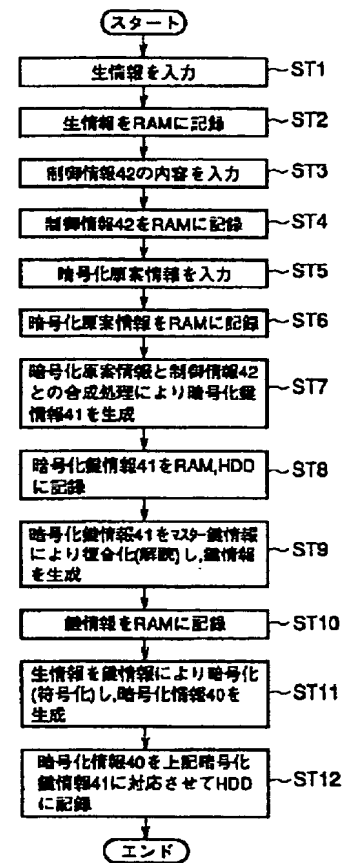 スタート
生情報を入力
ST1
生情報をRAMに記録
ST2
制御情報42の内容を入力
ST3
制御情報42をRAMに記録
ST4
暗号化原案情報を入力
ST5
暗号化原案情報をRAMに記録
ST6
暗号化原案情報と制御情報42
との合成処理により暗号化鍵
情報41を生成
ST7
暗号化鍵情報41をRAM,HDD
に記録
ST8
暗号化鍵情報41をマスター鍵情報
により復合化(解読)し,鍵情報
を生成
ST9
鍵情報をRAMに記録
ST10
生情報を鍵情報により暗号化
(符号化)し,暗号化情報40を
生成
ST11
暗号化情報40を上記暗号化
鍵情報41に対応させてHDD
に記録
ST12
エンド